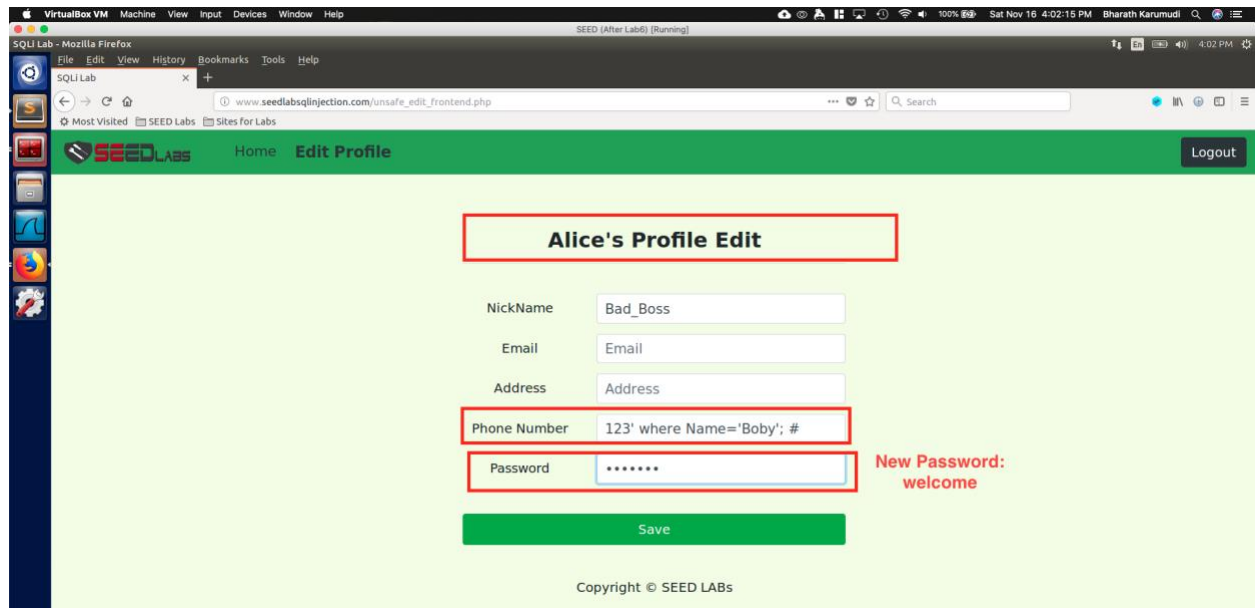 VirtualBox VM Machine View Input Devices Window Help 100% Sat Nov 16 4:02:15 PM Bharath Karumudi
SEED (After Lab6) [Running]
SQLi Lab - Mozilla Firefox En 4:02 PM
File Edit View History Bookmarks Tools Help
SQLi Lab × +
www.seedlabsqlinjection.com/unsafe_edit_frontend.php ··· Search
Most Visited SEED Labs Sites for Labs
SEEDLABS Home Edit Profile Logout
Alice's Profile Edit
NickName Bad_Boss
Email Email
Address Address
Phone Number 123' where Name='Boby'; #
Password •••••••
New Password:
welcome
Save
Copyright © SEED LABs